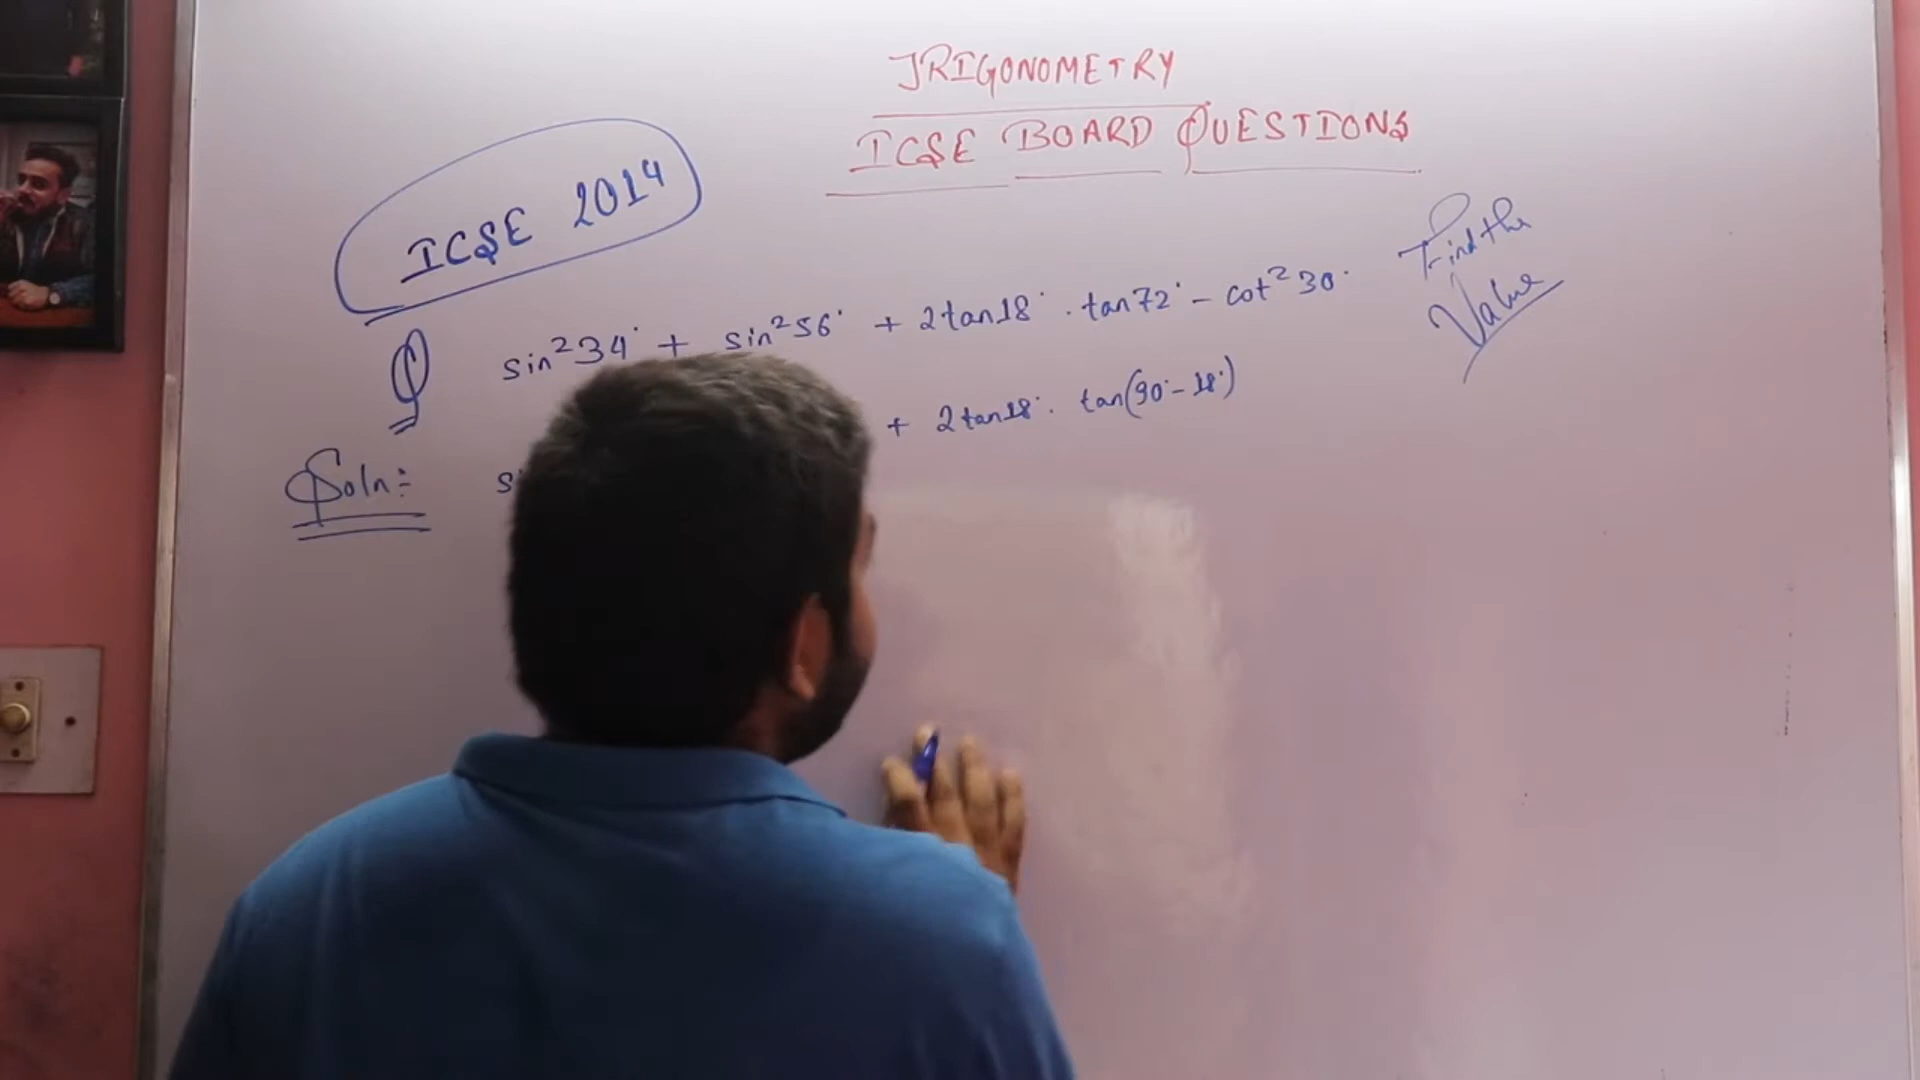 TRIGONOMETRY
ICSE BOARD QUESTIONS
ICSE 2014
Find the
Value
Q sin²34° + sin²56° + 2tan18° . tan72° - cot²30°
Soln:- s + 2tan18° . tan(90° - 18°)